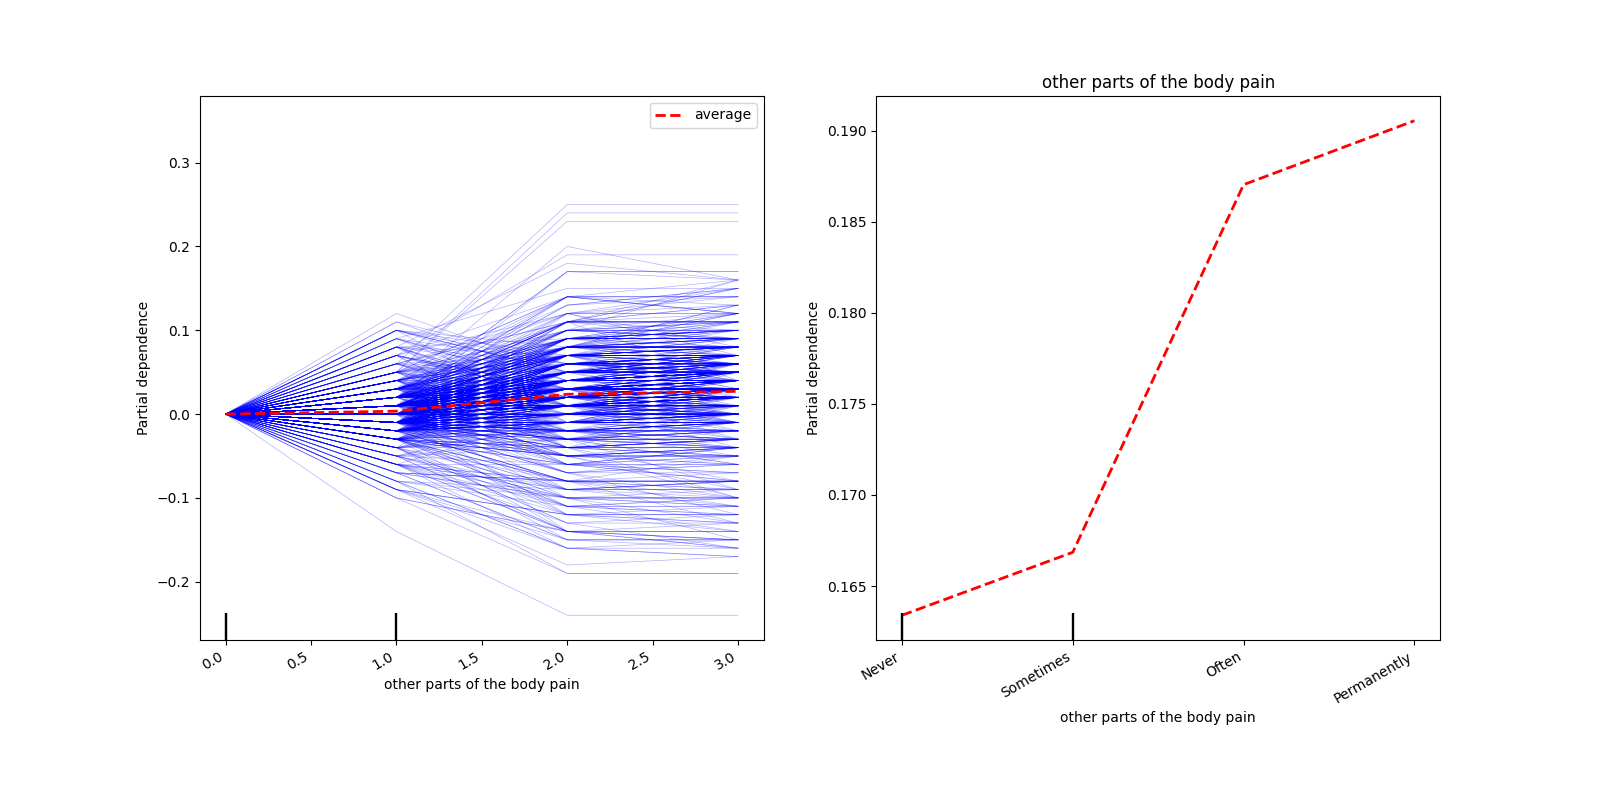 average
0.3
0.2
0.1
0.0
−0.1
−0.2
Partial dependence
0.0
0.5
1.0
1.5
2.0
2.5
3.0
other parts of the body pain
other parts of the body pain
0.190
0.185
0.180
0.175
0.170
0.165
Partial dependence
Never
Sometimes
Often
Permanently
other parts of the body pain